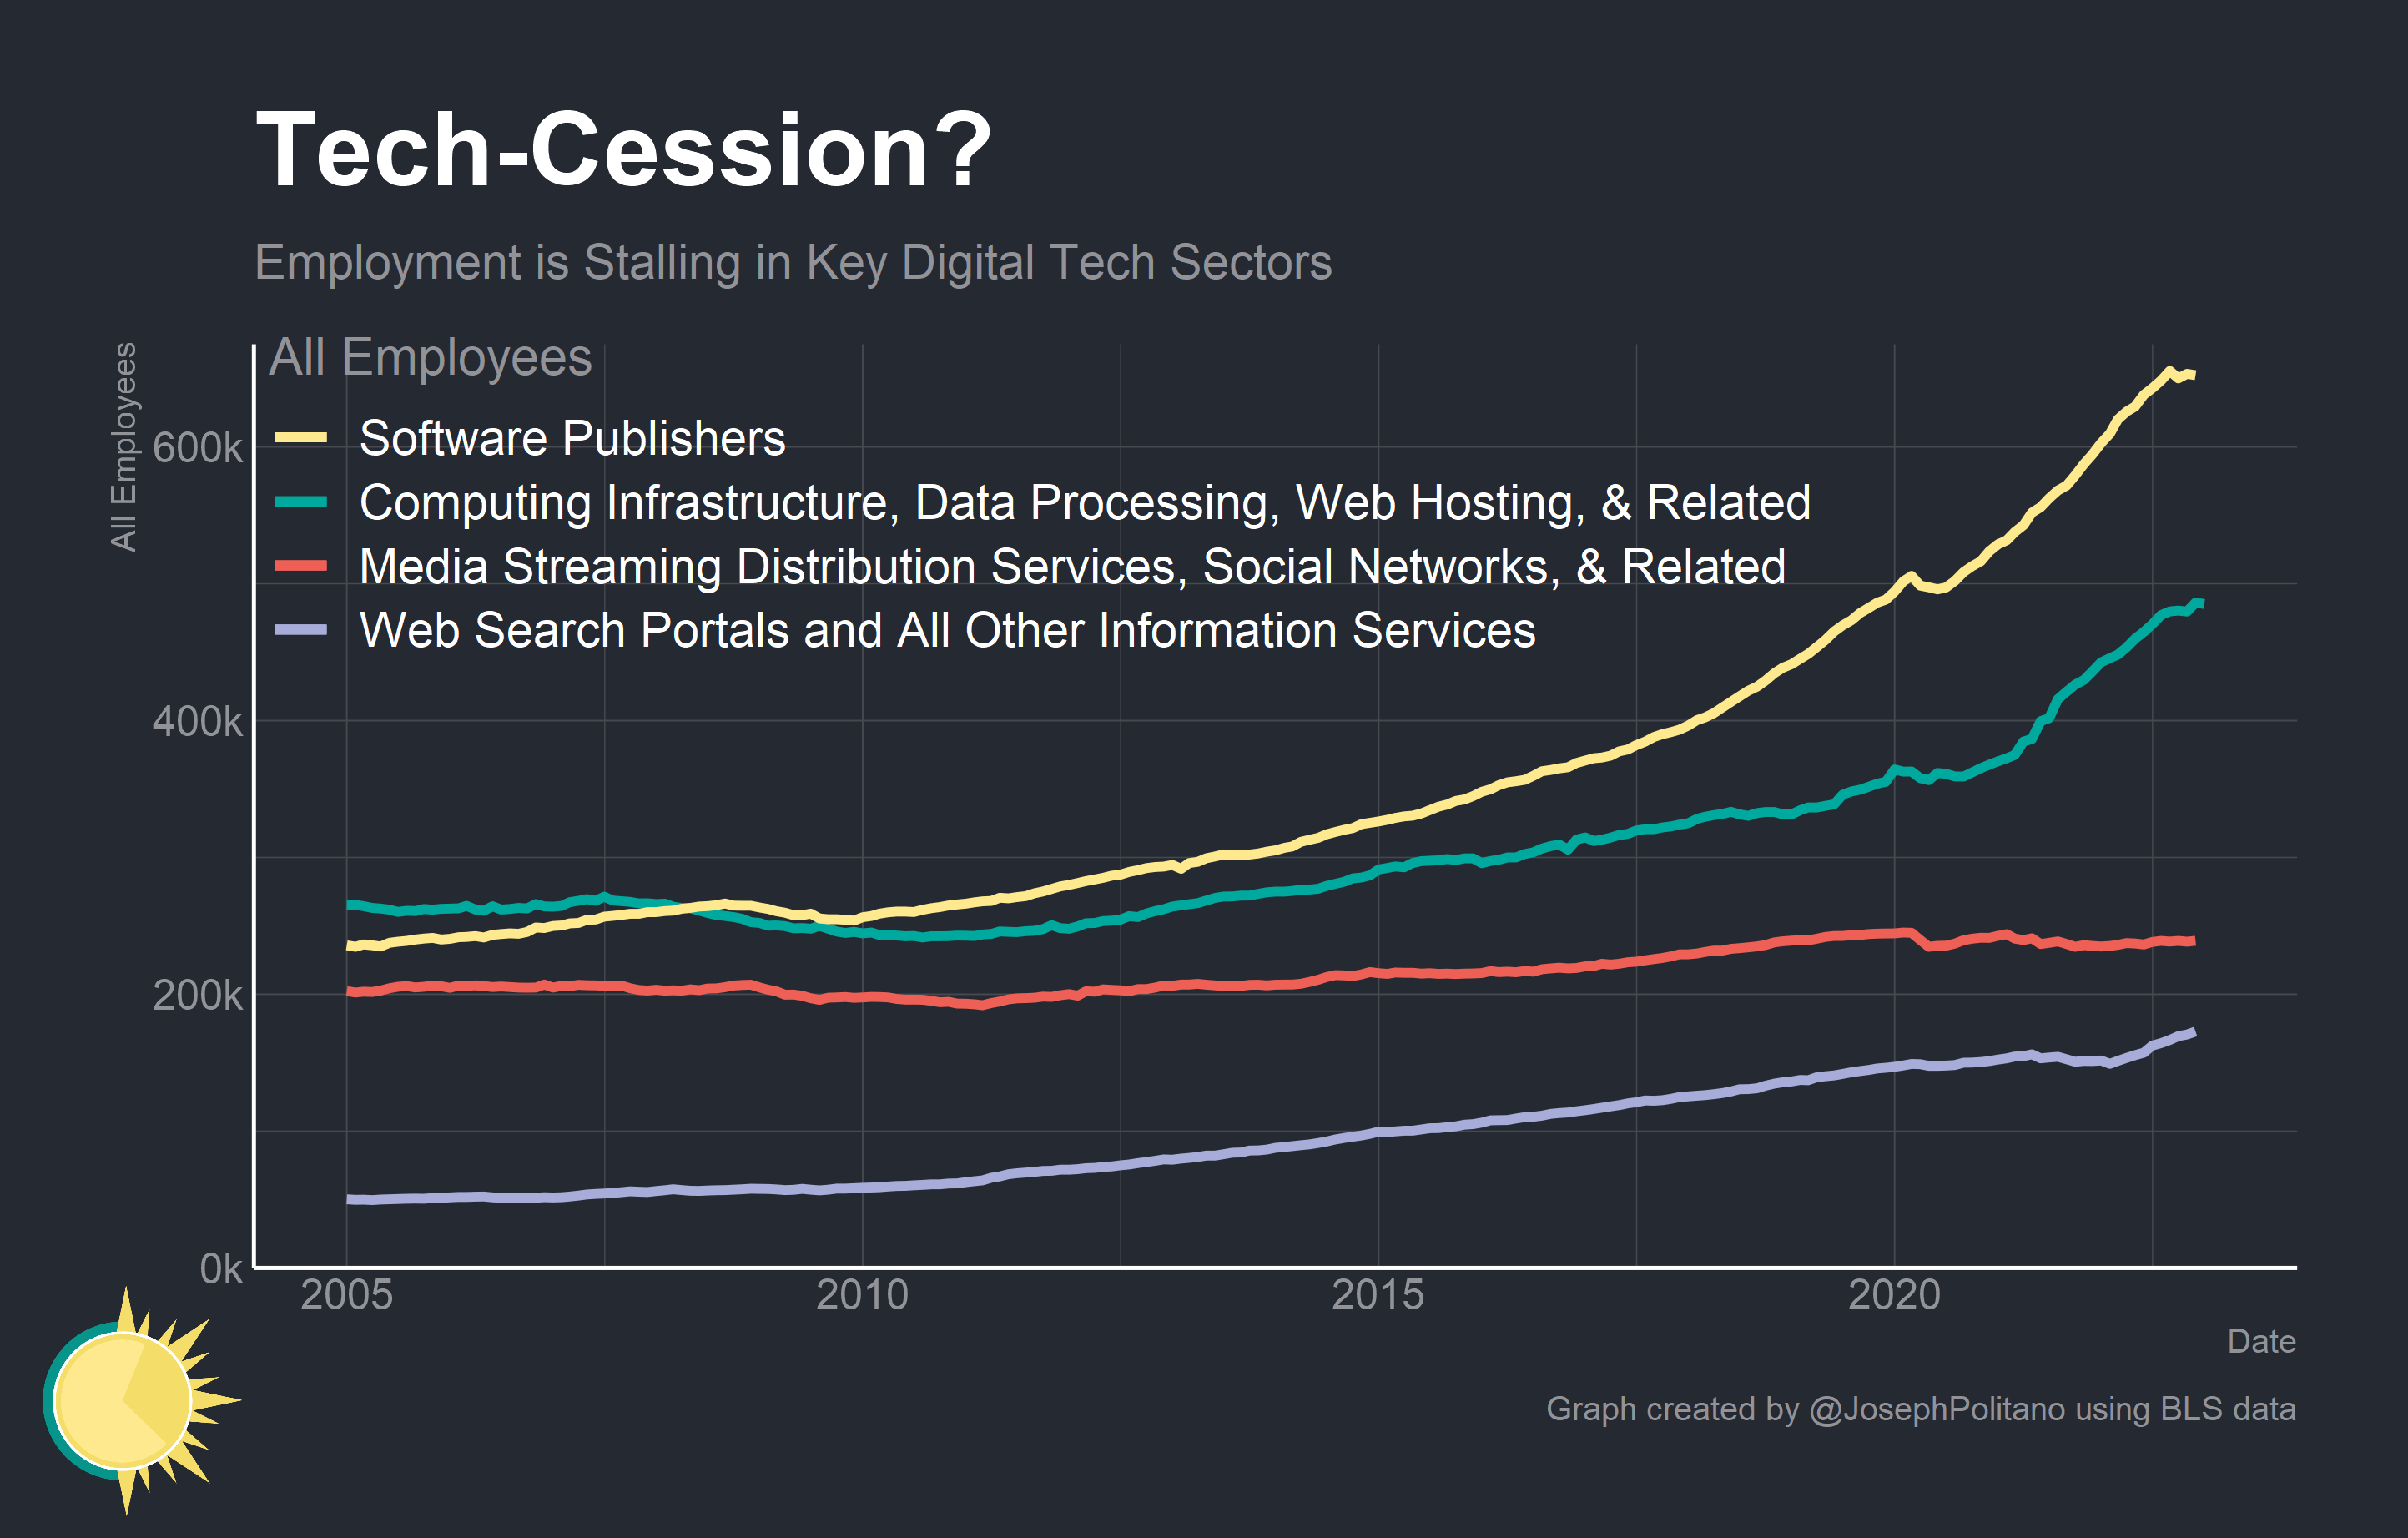 Tech-Cession?
Employment is Stalling in Key Digital Tech Sectors
All Employees
All Employees
Software Publishers
Computing Infrastructure, Data Processing, Web Hosting, & Related
Media Streaming Distribution Services, Social Networks, & Related
Web Search Portals and All Other Information Services
600k
400k
200k
0k
2005 2010 2015 2020
Date
Graph created by @JosephPolitano using BLS data